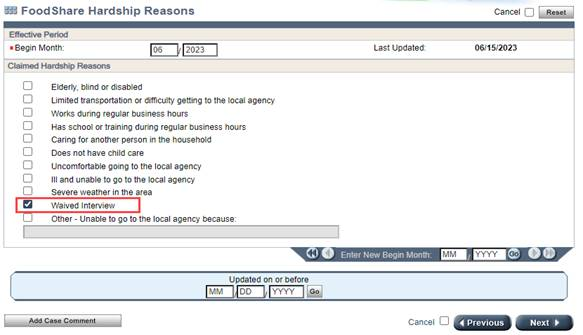 FoodShare Hardship Reasons
Cancel Reset
Effective Period
Begin Month: 06 / 2023 Last Updated: 06/15/2023
Claimed Hardship Reasons
Elderly, blind or disabled
Limited transportation or difficulty getting to the local agency
Works during regular business hours
Has school or training during regular business hours
Caring for another person in the household
Does not have child care
Uncomfortable going to the local agency
Ill and unable to go to the local agency
Severe weather in the area
Waived Interview
Other - Unable to go to the local agency because:
Enter New Begin Month: MM / YYYY Go
Updated on or before
MM / DD / YYYY Go
Add Case Comment Cancel Previous Next